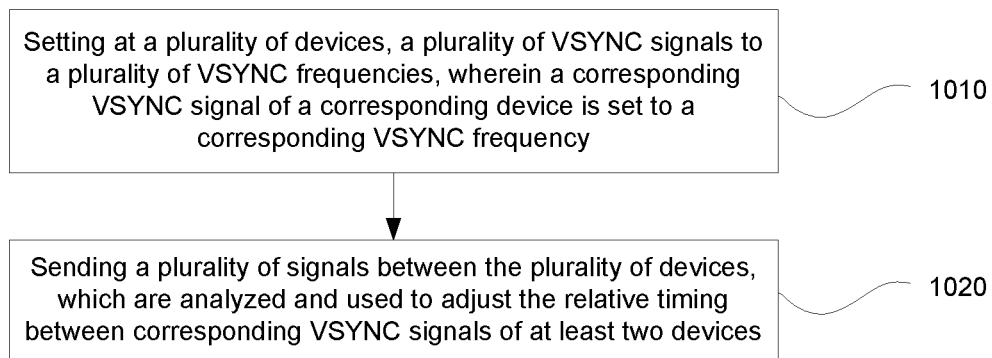 Setting at a plurality of devices, a plurality of VSYNC signals to
a plurality of VSYNC frequencies, wherein a corresponding
VSYNC signal of a corresponding device is set to a
corresponding VSYNC frequency
1010
Sending a plurality of signals between the plurality of devices,
which are analyzed and used to adjust the relative timing
between corresponding VSYNC signals of at least two devices
1020